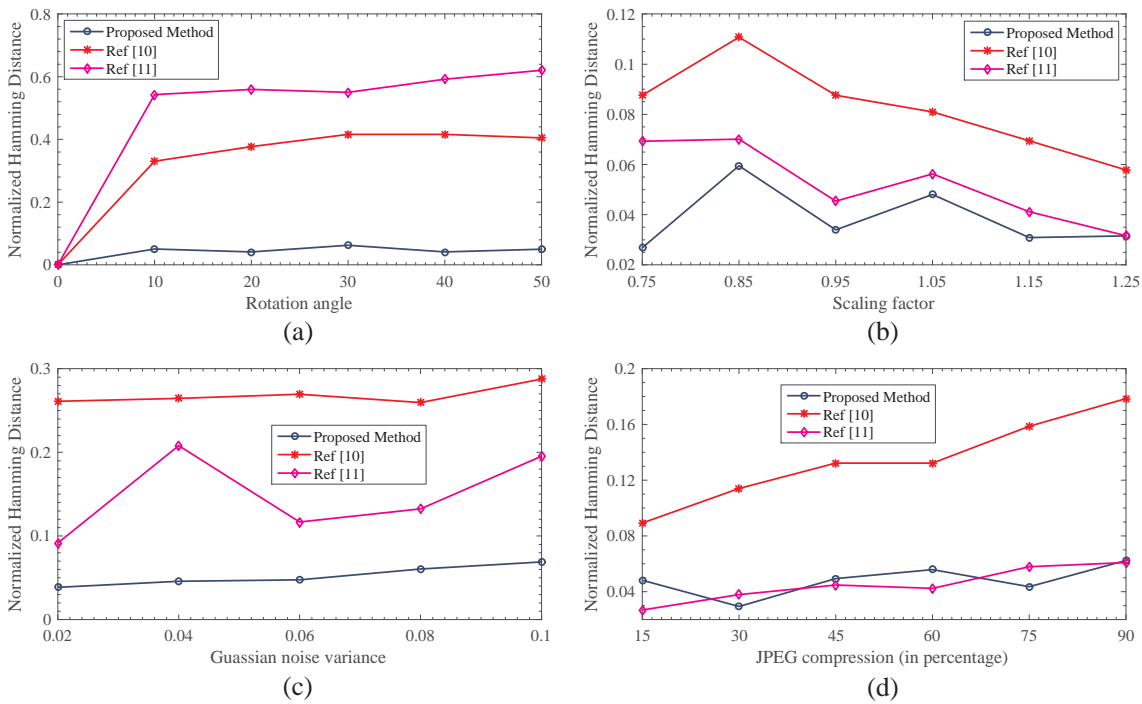 0.8
0.6
0.4
0.2
0
Normalized Hamming Distance
Proposed Method
Ref [10]
Ref [11]
0
10
20
30
40
50
Rotation angle
(a)
0.12
0.1
0.08
0.06
0.04
0.02
Normalized Hamming Distance
Proposed Method
Ref [10]
Ref [11]
0.75
0.85
0.95
1.05
1.15
1.25
Scaling factor
(b)
0.3
0.2
0.1
0
Normalized Hamming Distance
Proposed Method
Ref [10]
Ref [11]
0.02
0.04
0.06
0.08
0.1
Guassian noise variance
(c)
0.2
0.16
0.12
0.08
0.04
Normalized Hamming Distance
Proposed Method
Ref [10]
Ref [11]
15
30
45
60
75
90
JPEG compression (in percentage)
(d)